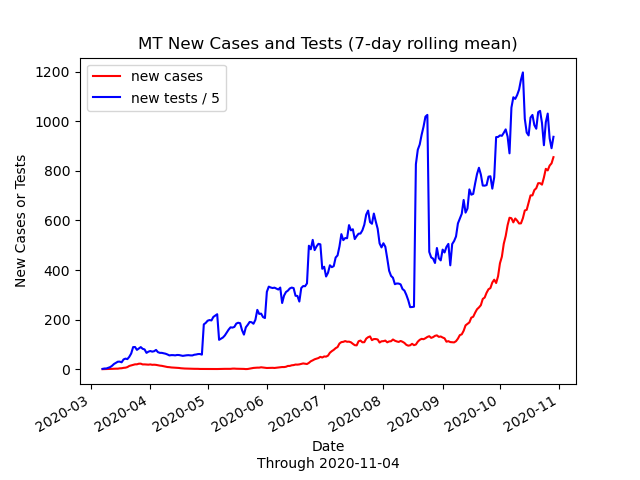 MT New Cases and Tests (7-day rolling mean)
new cases
new tests / 5
1200
1000
800
600
400
200
0
New Cases or Tests
2020-03
2020-04
2020-05
2020-06
2020-07
2020-08
2020-09
2020-10
2020-11
Date
Through 2020-11-04